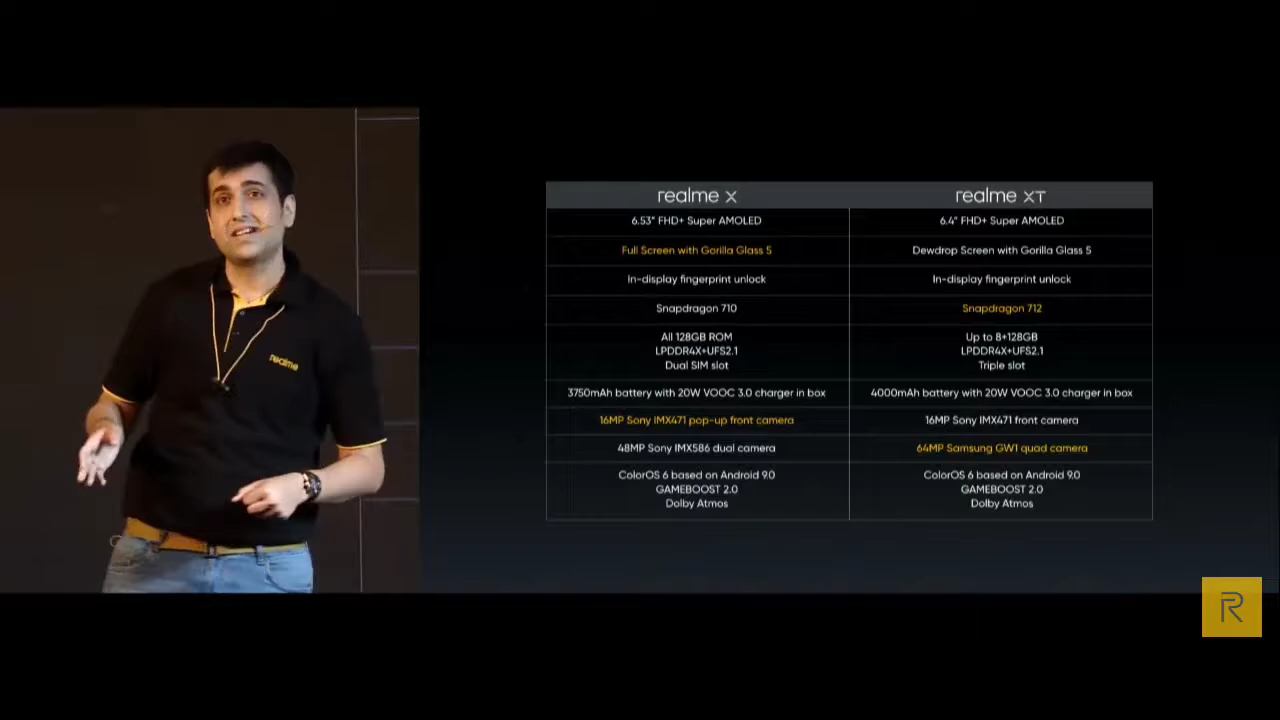 realme
realme X
realme XT
6.53" FHD+ Super AMOLED
6.4" FHD+ Super AMOLED
Full Screen with Gorilla Glass 5
Dewdrop Screen with Gorilla Glass 5
In-display fingerprint unlock
In-display fingerprint unlock
Snapdragon 710
Snapdragon 712
All 128GB ROM
LPDDR4X+UFS2.1
Dual SIM slot
Up to 8+128GB
LPDDR4X+UFS2.1
Triple slot
3750mAh battery with 20W VOOC 3.0 charger in box
4000mAh battery with 20W VOOC 3.0 charger in box
16MP Sony IMX471 pop-up front camera
16MP Sony IMX471 front camera
48MP Sony IMX586 dual camera
64MP Samsung GW1 quad camera
ColorOS 6 based on Android 9.0
GAMEBOOST 2.0
Dolby Atmos
ColorOS 6 based on Android 9.0
GAMEBOOST 2.0
Dolby Atmos
R